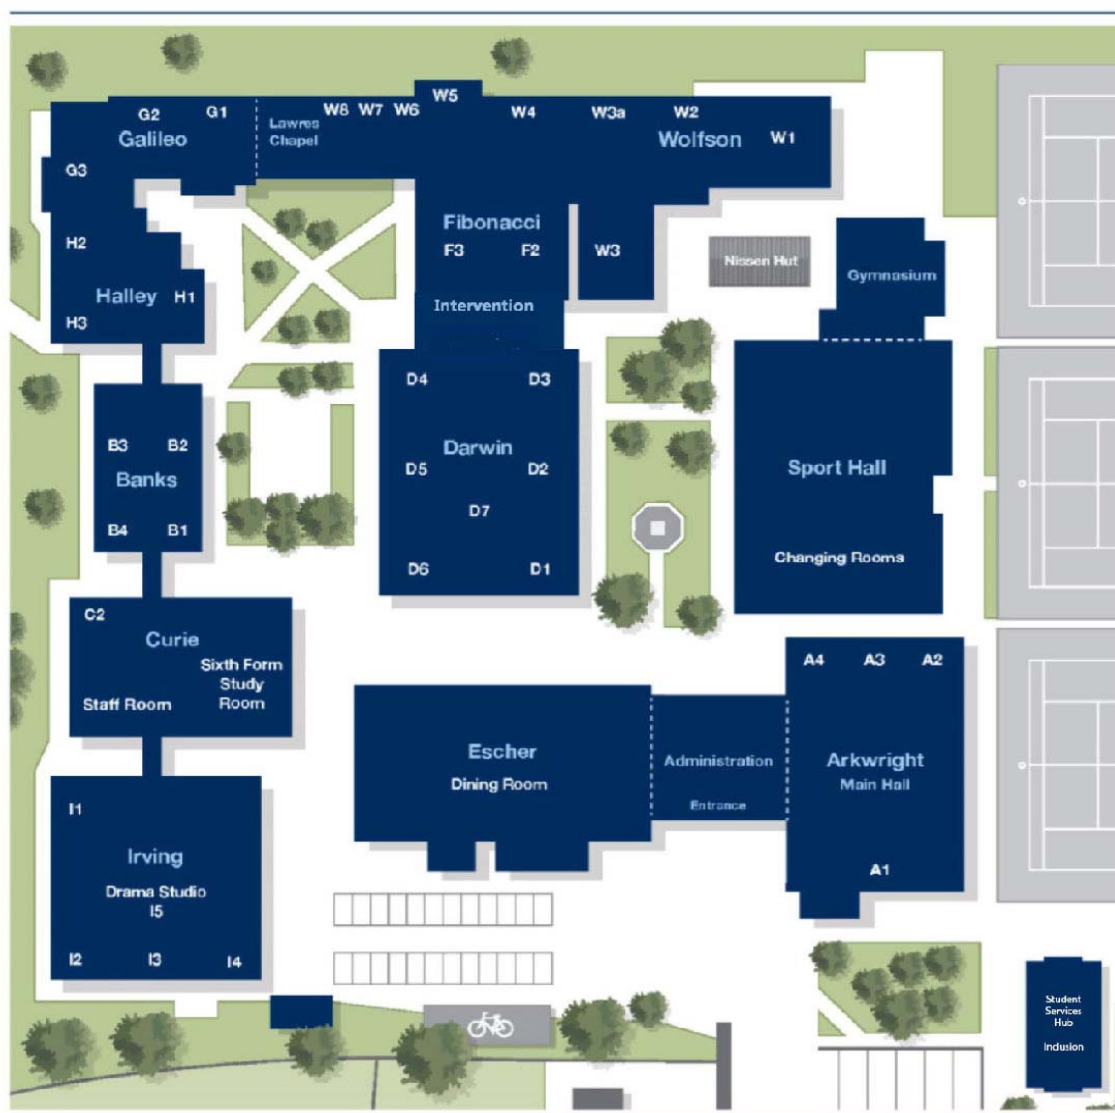 G2
G1
Galileo
G3
Lawres
Chapel
W8
W7
W6
W5
W4
W3a
W2
Wolfson
W1
H2
Halley
H1
H3
Fibonacci
F3
F2
W3
Intervention
Nissen Hut
Gymnasium
B3
B2
Banks
B4
B1
D4
D3
Darwin
D5
D2
D7
D6
D1
Sport Hall
Changing Rooms
C2
Curie
Sixth Form
Study
Room
Staff Room
Escher
Dining Room
Administration
Entrance
A4
A3
A2
Arkwright
Main Hall
A1
I1
Irving
Drama Studio
I5
I2
I3
I4
Student
Services
Hub
Inclusion